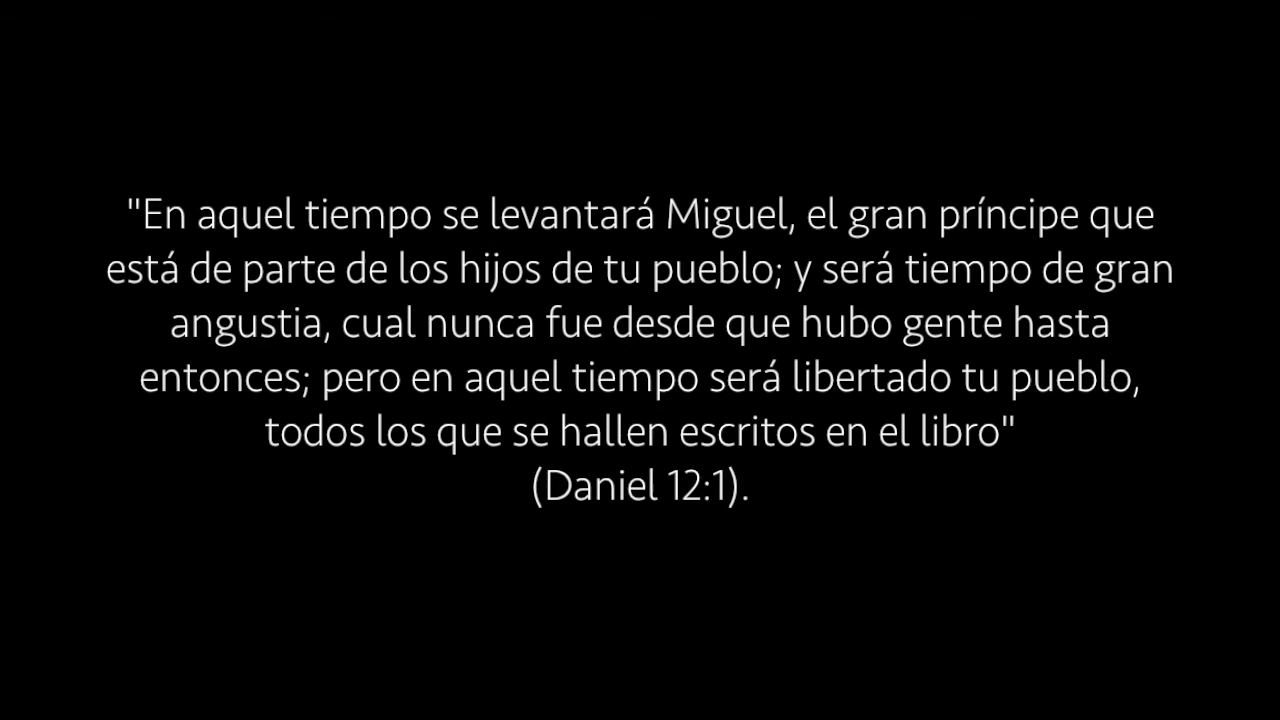 "En aquel tiempo se levantará Miguel, el gran príncipe que
está de parte de los hijos de tu pueblo; y será tiempo de gran
angustia, cual nunca fue desde que hubo gente hasta
entonces; pero en aquel tiempo será libertado tu pueblo,
todos los que se hallen escritos en el libro"
(Daniel 12:1).